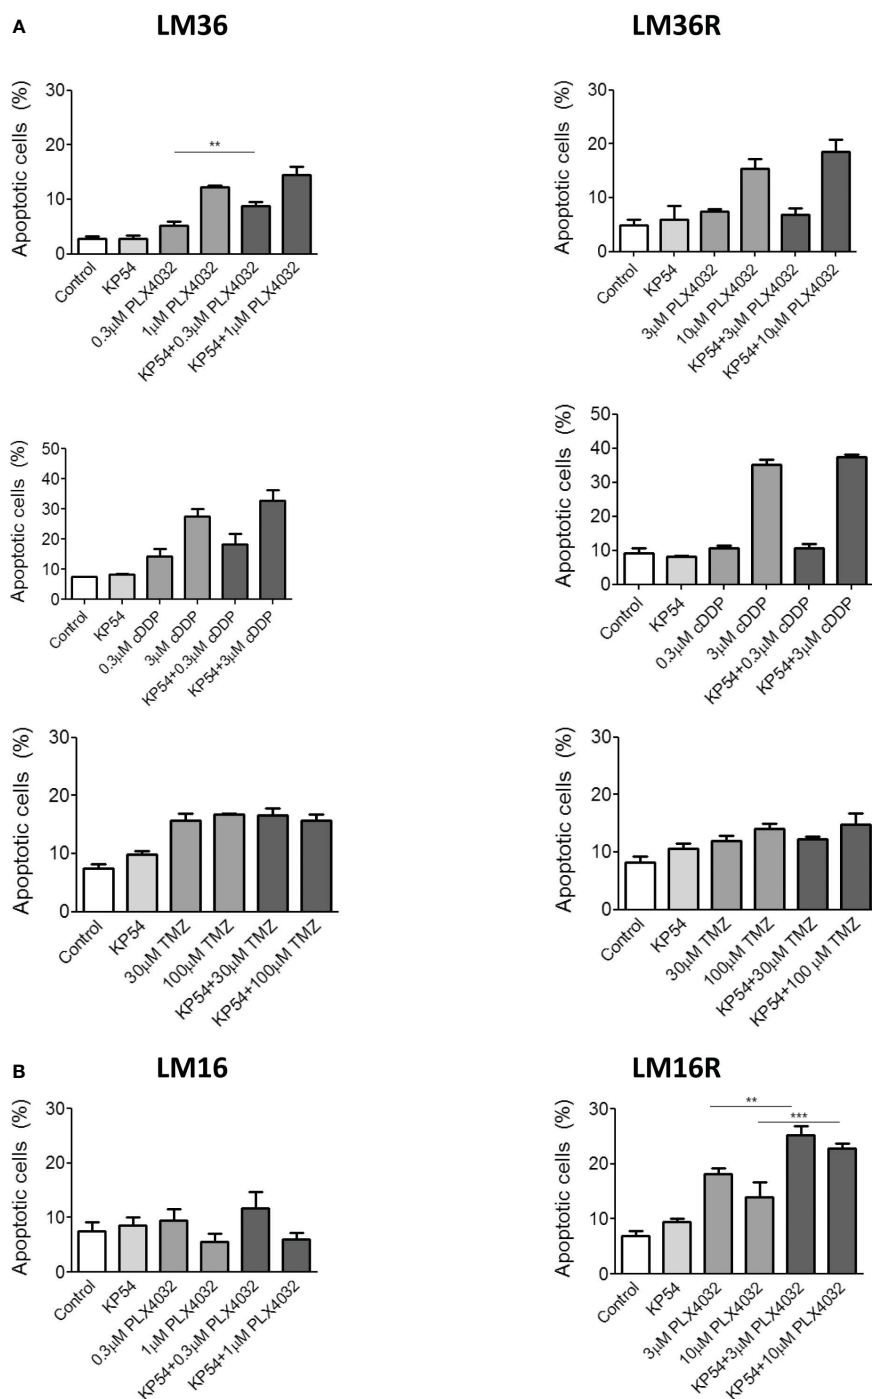 A
LM36
LM36R
Apoptotic cells (%)
30
20
10
0
**
Control
KP54
0.3µM PLX4032
1µM PLX4032
KP54+0.3µM PLX4032
KP54+1µM PLX4032
Apoptotic cells (%)
30
20
10
0
Control
KP54
3µM PLX4032
10µM PLX4032
KP54+3µM PLX4032
KP54+10µM PLX4032
Apoptotic cells (%)
50
40
30
20
10
0
Control
KP54
0.3µM cDDP
3µM cDDP
KP54+0.3µM cDDP
KP54+3µM cDDP
Apoptotic cells (%)
50
40
30
20
10
0
Control
KP54
0.3µM cDDP
3µM cDDP
KP54+0.3µM cDDP
KP54+3µM cDDP
Apoptotic cells (%)
30
20
10
0
Control
KP54
30µM TMZ
100µM TMZ
KP54+30µM TMZ
KP54+100µM TMZ
Apoptotic cells (%)
30
20
10
0
Control
KP54
30µM TMZ
100µM TMZ
KP54+30µM TMZ
KP54+100 µM TMZ
B
LM16
LM16R
Apoptotic cells (%)
30
20
10
0
Control
KP54
0.3µM PLX4032
1µM PLX4032
KP54+0.3µM PLX4032
KP54+1µM PLX4032
Apoptotic cells (%)
30
20
10
0
**
***
Control
KP54
3µM PLX4032
10µM PLX4032
KP54+3µM PLX4032
KP54+10µM PLX4032